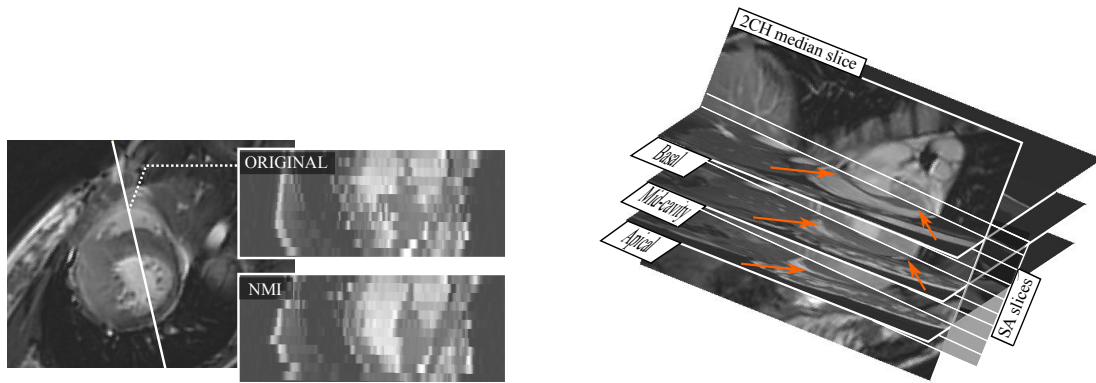 ORIGINAL
NMI
2CH median slice
Basal
Mid-cavity
Apical
SA slices